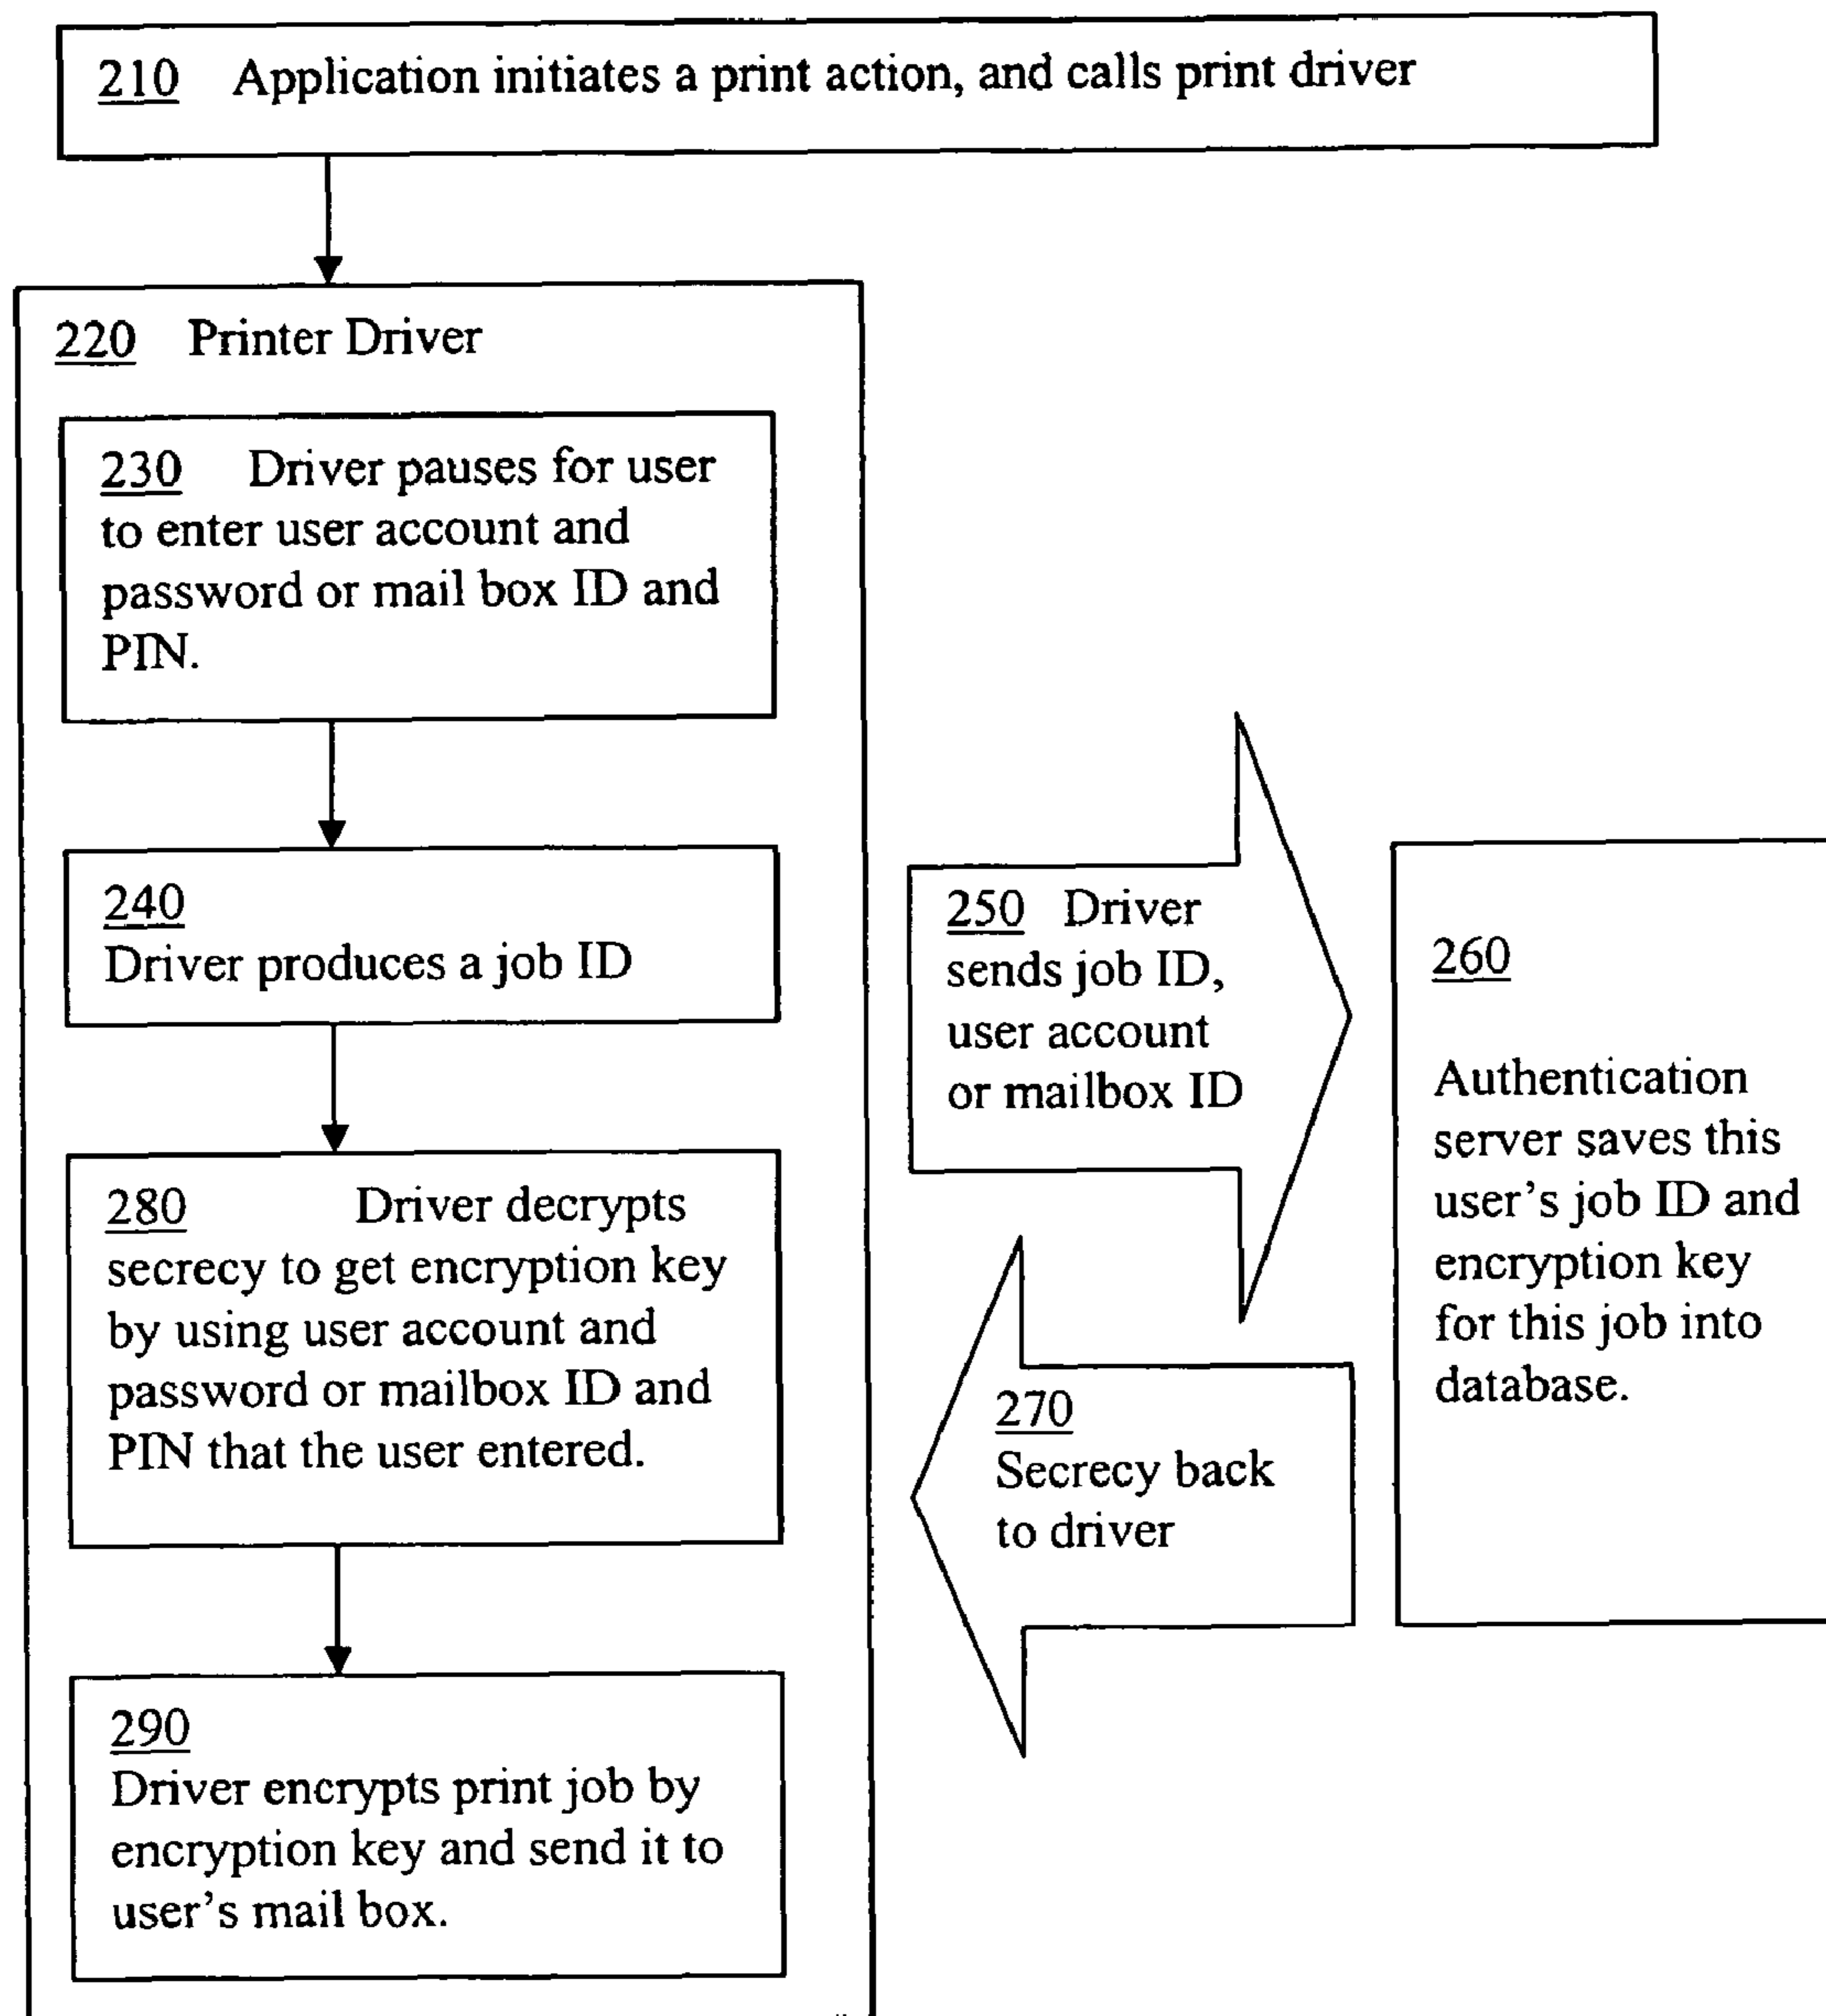 210 Application initiates a print action, and calls print driver
220 Printer Driver
230 Driver pauses for user
to enter user account and
password or mail box ID and
PIN.
240
Driver produces a job ID
250 Driver
sends job ID,
user account
or mailbox ID
260
Authentication
server saves this
user's job ID and
encryption key
for this job into
database.
270
Secrecy back
to driver
280 Driver decrypts
secrecy to get encryption key
by using user account and
password or mailbox ID and
PIN that the user entered.
290
Driver encrypts print job by
encryption key and send it to
user's mail box.